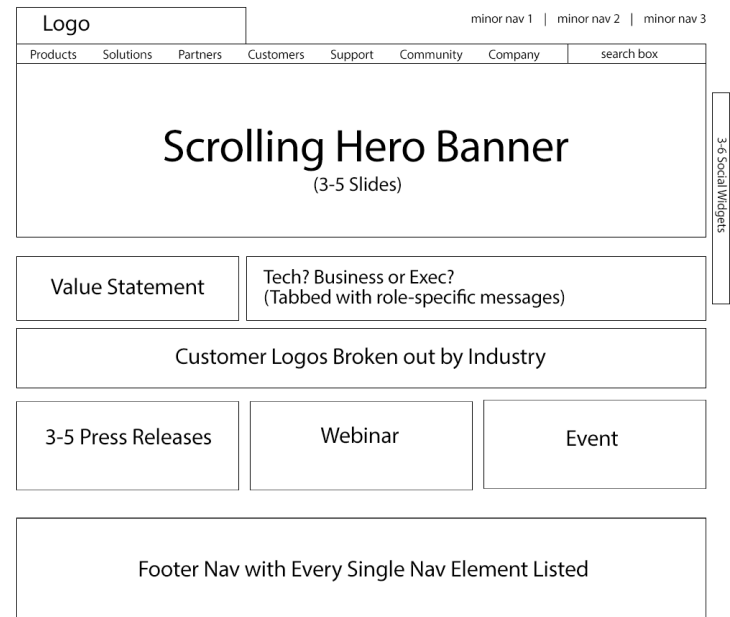 Logo
minor nav 1 | minor nav 2 | minor nav 3
Products Solutions Partners Customers Support Community Company search box
Scrolling Hero Banner
(3-5 Slides)
3-6 Social Widgets
Value Statement
Tech? Business or Exec?
(Tabbed with role-specific messages)
Customer Logos Broken out by Industry
3-5 Press Releases
Webinar
Event
Footer Nav with Every Single Nav Element Listed